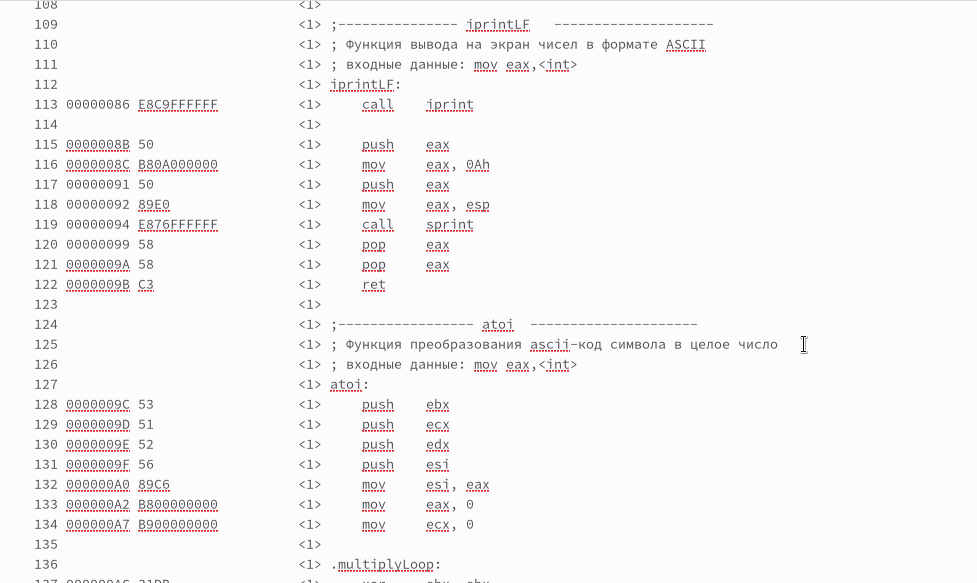 108 <1>
109 <1> ;--------------- iprintLF   --------------------
110 <1> ; Функция вывода на экран чисел в формате ASCII
111 <1> ; входные данные: mov eax,<int>
112 <1> iprintLF:
113 00000086 E8C9FFFFFF <1>     call    iprint
114 <1>
115 0000008B 50 <1>     push    eax
116 0000008C B80A000000 <1>     mov     eax, 0Ah
117 00000091 50 <1>     push    eax
118 00000092 89E0 <1>     mov     eax, esp
119 00000094 E876FFFFFF <1>     call    sprint
120 00000099 58 <1>     pop     eax
121 0000009A 58 <1>     pop     eax
122 0000009B C3 <1>     ret
123 <1>
124 <1> ;----------------- atoi  ---------------------
125 <1> ; Функция преобразования ascii-код символа в целое число
126 <1> ; входные данные: mov eax,<int>
127 <1> atoi:
128 0000009C 53 <1>     push    ebx
129 0000009D 51 <1>     push    ecx
130 0000009E 52 <1>     push    edx
131 0000009F 56 <1>     push    esi
132 000000A0 89C6 <1>     mov     esi, eax
133 000000A2 B800000000 <1>     mov     eax, 0
134 000000A7 B900000000 <1>     mov     ecx, 0
135 <1>
136 <1> .multiplyLoop:
137 000000AC 31DB <1>     xor     ebx, ebx